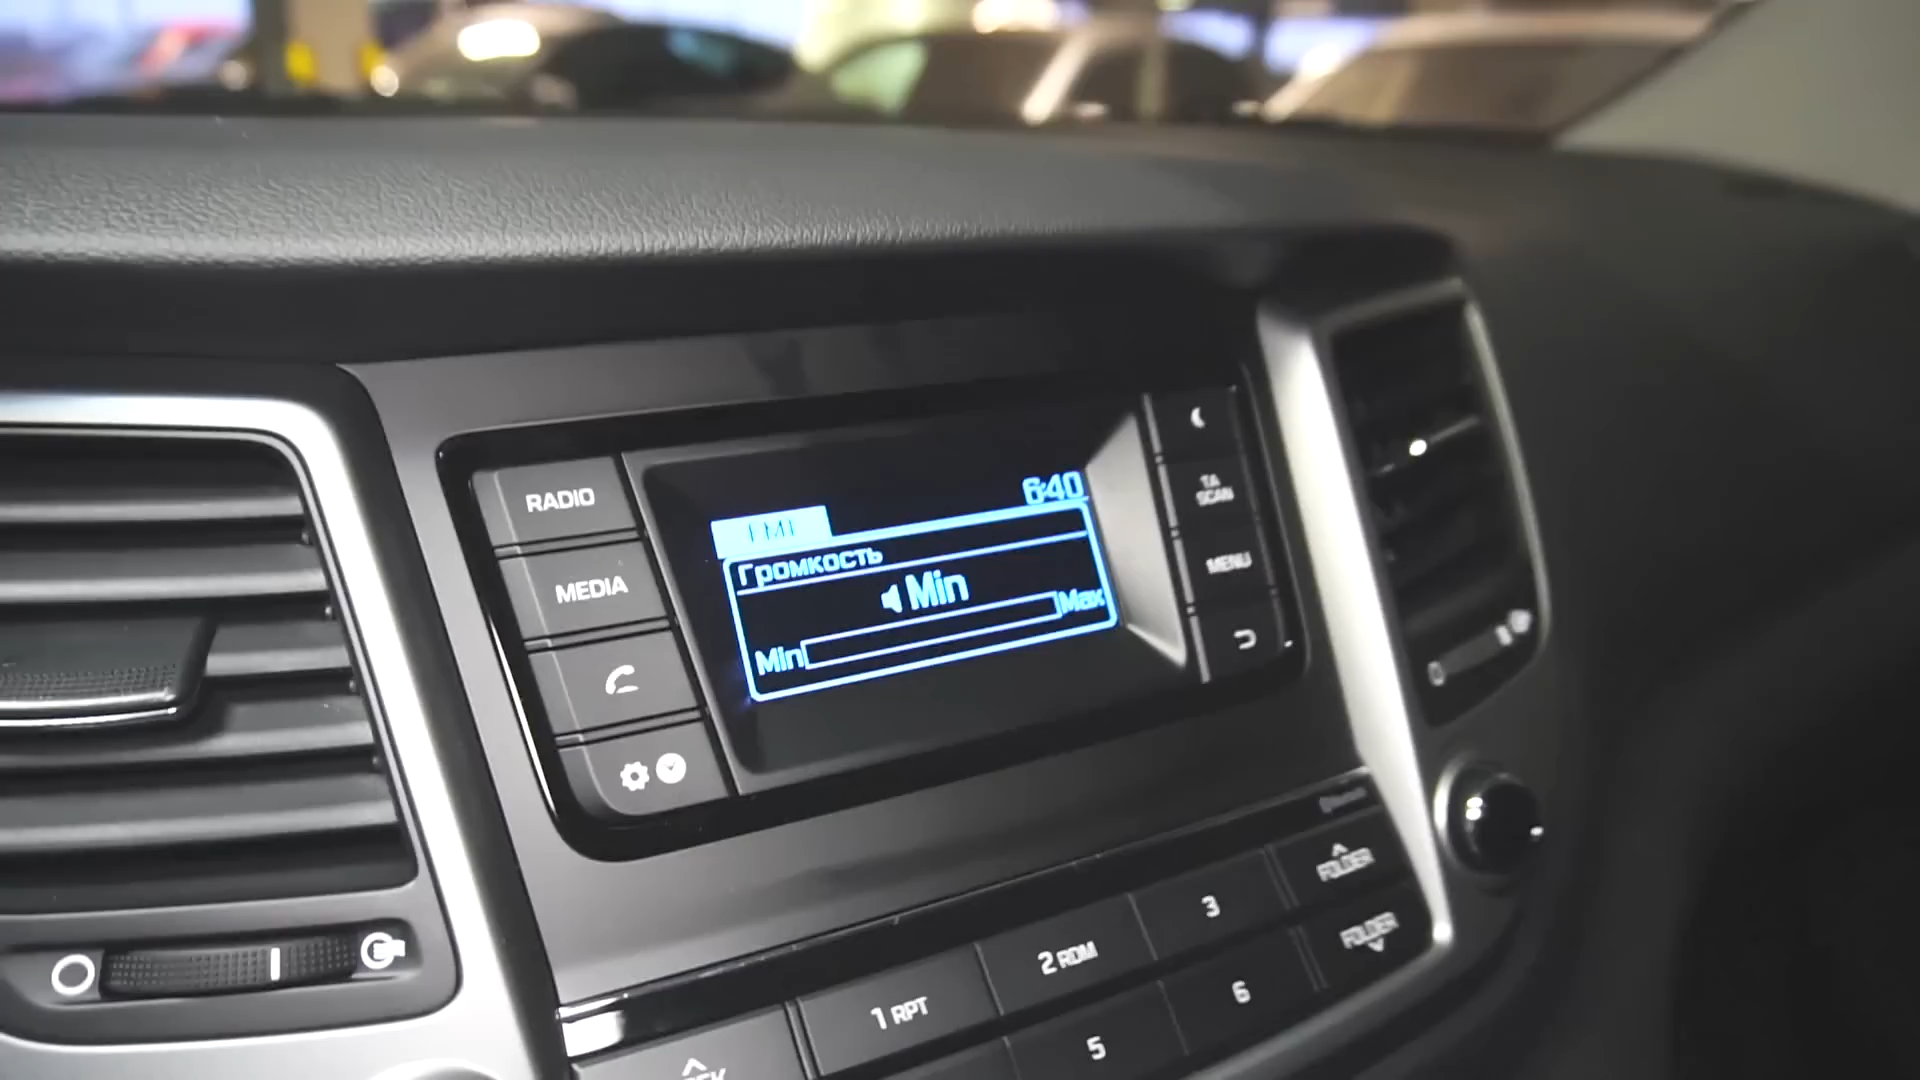 RADIO
MEDIA
6:40
FM1
Громкость
Min
Min
Max
TA
SCAN
MENU
FOLDER
FOLDER
1 RPT
2 RDM
3
5
6